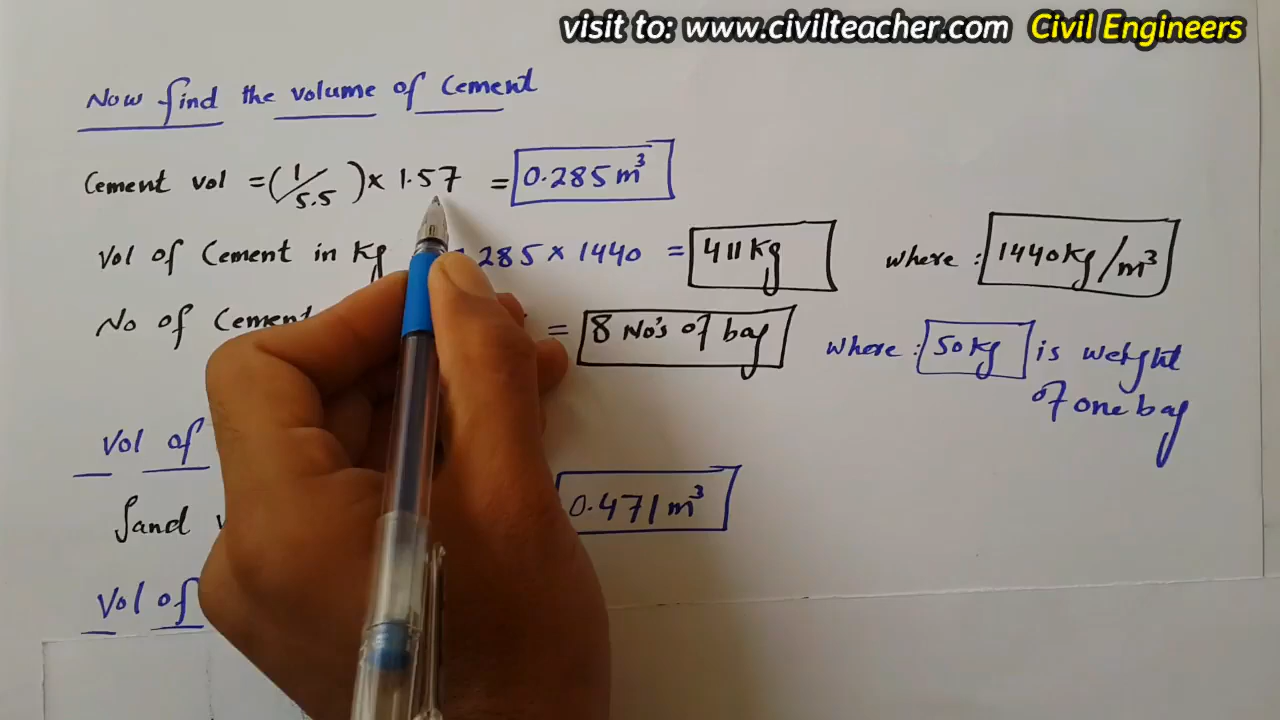 visit to: www.civilteacher.com Civil Engineers
Now find the volume of Cement
Cement vol = (1/5.5) × 1.57 = 0.285 m³
Vol of Cement in Kg 285 × 1440 = 411 Kg where : 1440 Kg/m³
No of Cement = 8 No's of bag where : 50 Kg is weight
of one bag
Vol of
Sand 0.471 m³
Vol of